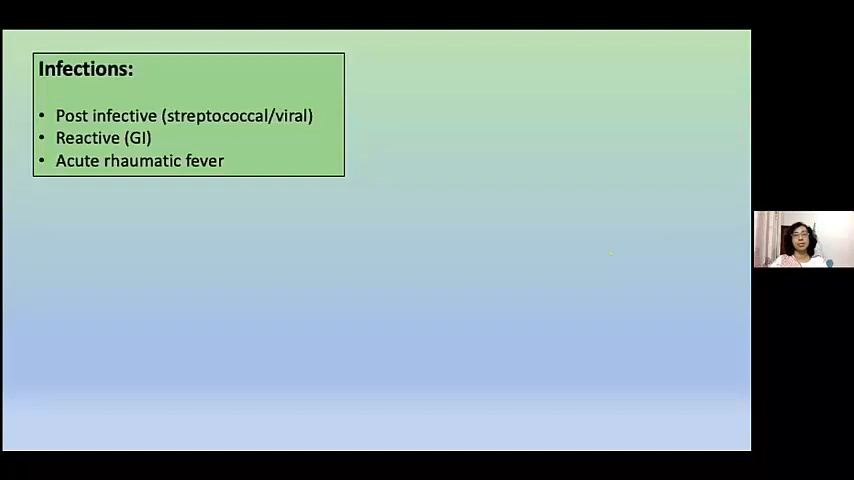 Infections:
• Post infective (streptococcal/viral)
• Reactive (GI)
• Acute rhaumatic fever